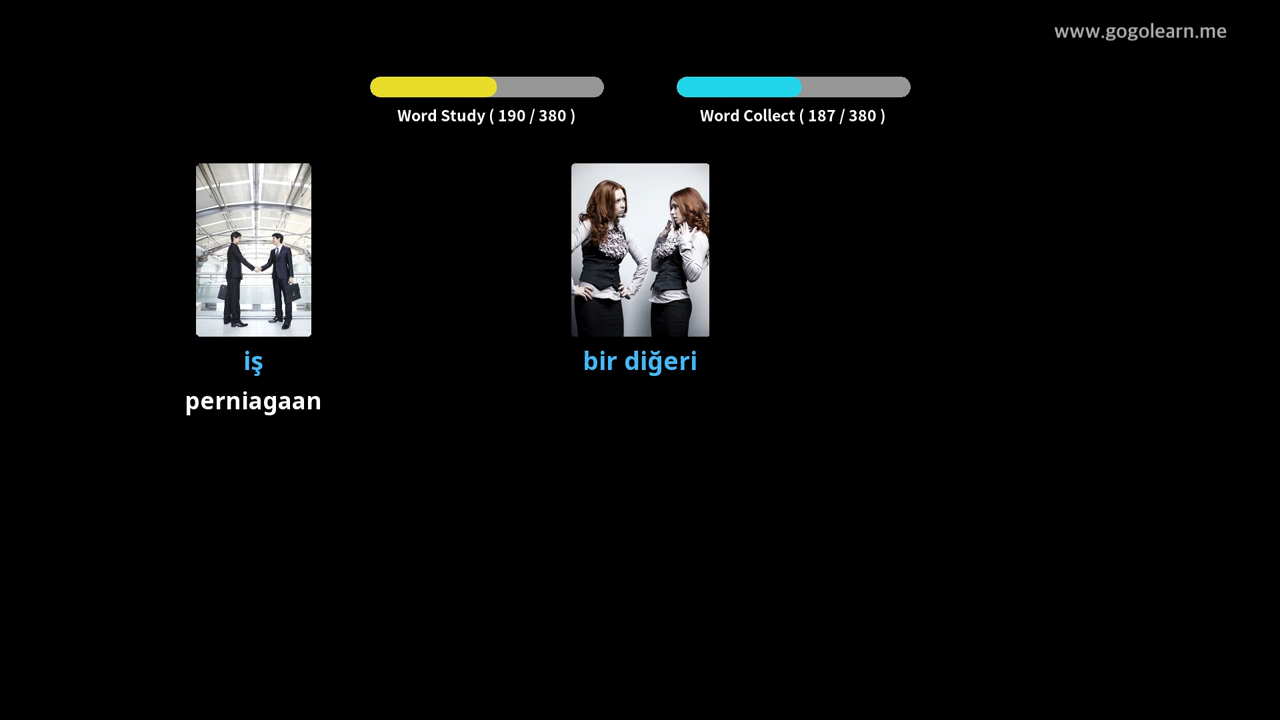 www.gogolearn.me
Word Study ( 190 / 380 )
Word Collect ( 187 / 380 )
iş
perniagaan
bir diğeri